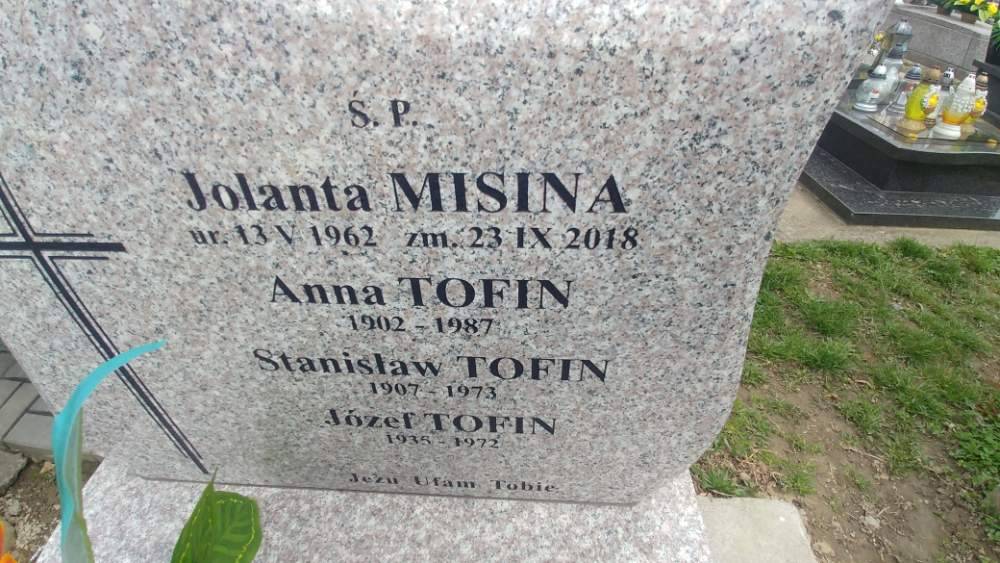 Ś. P.
Jolanta MISINA
ur. 13 V 1962 zm. 23 IX 2018
Anna TOFIN
1902 - 1987
Stanisław TOFIN
1907 - 1973
Józef TOFIN
1935 - 1972
Jezu Ufam Tobie